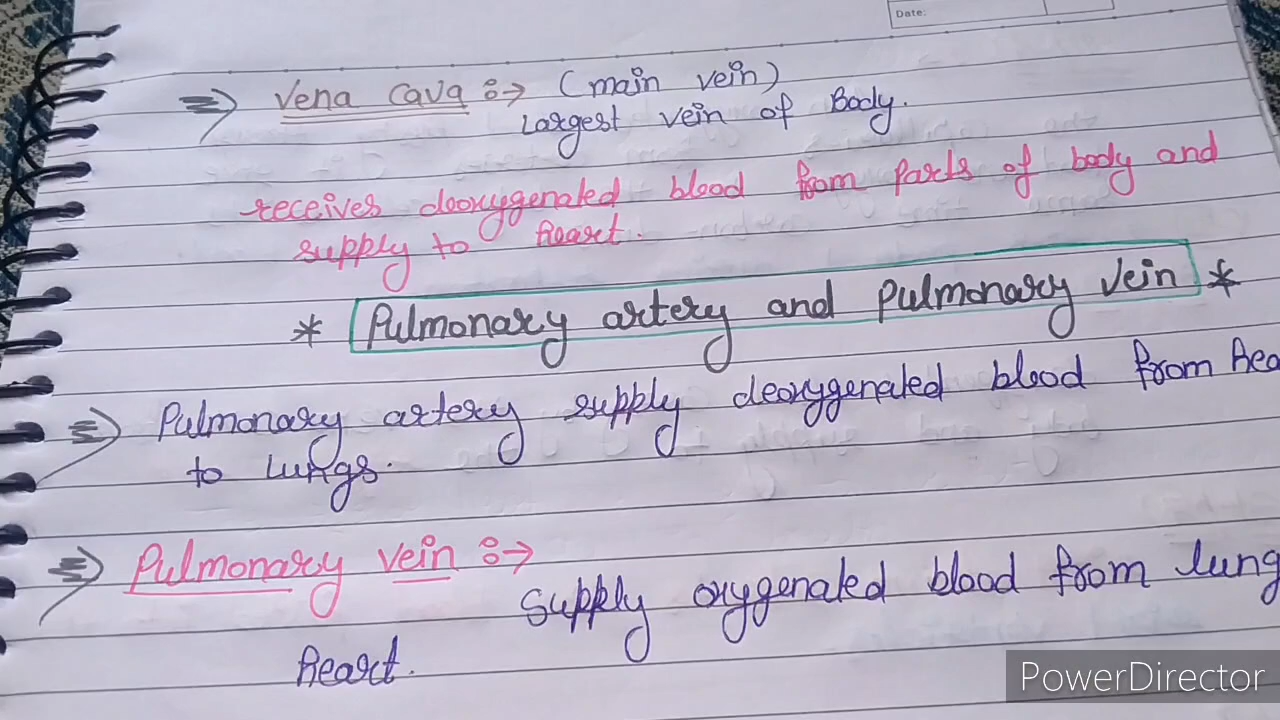 Date:
⇒ Vena Cava :→ (main vein)
Largest vein of Body.
receives deoxygenated blood from parts of body and
supply to heart.
* Pulmonary artery and Pulmonary vein *
⇒ Pulmonary artery supply deoxygenated blood from hea
to Lungs.
⇒ Pulmonary vein :→
supply oxygenated blood from lung
heart.
PowerDirector